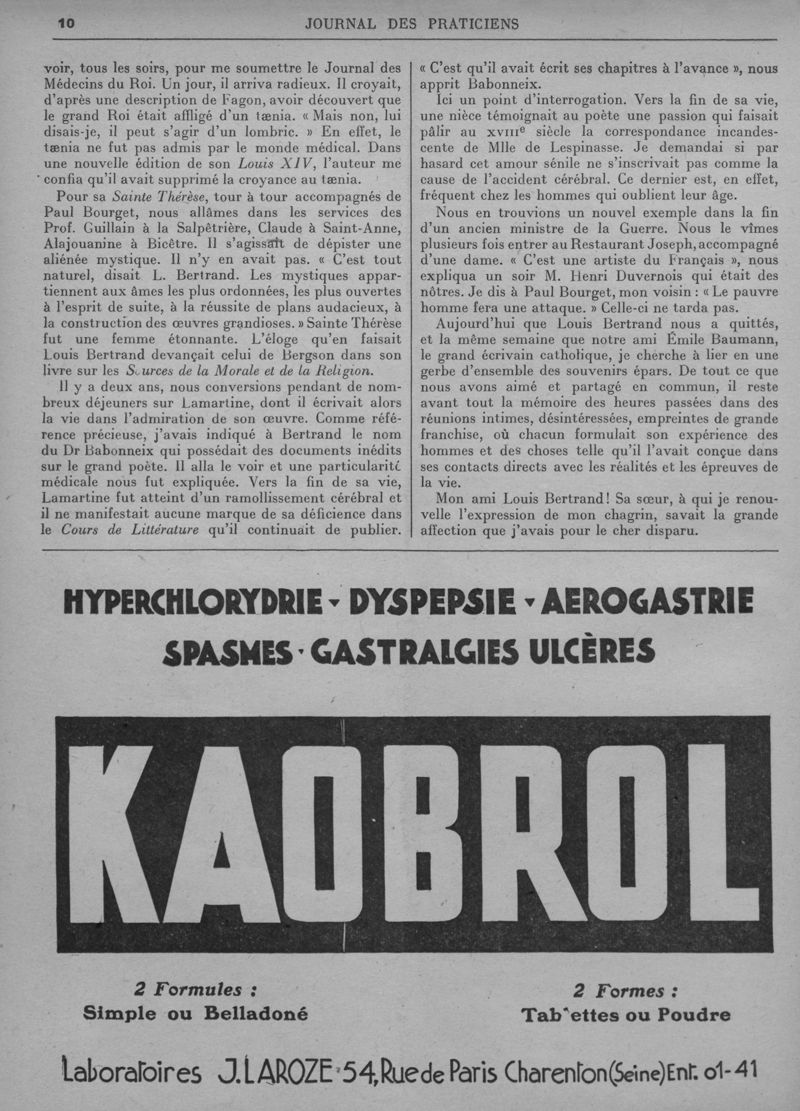 10
JOURNAL DES PRATICIENS
voir, tous les soirs, pour me soumettre le Journal des
Médecins du Roi. Un jour, il arriva radieux. Il croyait,
d'après une description de Fagon, avoir découvert que
le grand Roi était affligé d'un tænia. « Mais non, lui
disais-je, il peut s'agir d'un lombric. » En effet, le
tænia ne fut pas admis par le monde médical. Dans
une nouvelle édition de son Louis XIV, l'auteur me
confia qu'il avait supprimé la croyance au tænia.
Pour sa Sainte Thérèse, tour à tour accompagnés de
Paul Bourget, nous allâmes dans les services des
Prof. Guillain à la Salpêtrière, Claude à Saint-Anne,
Alajouanine à Bicêtre. Il s'agissait de dépister une
aliénée mystique. Il n'y en avait pas. « C'est tout
naturel, disait L. Bertrand. Les mystiques appar-
tiennent aux âmes les plus ordonnées, les plus ouvertes
à l'esprit de suite, à la réussite de plans audacieux, à
la construction des œuvres grandioses. » Sainte Thérèse
fut une femme étonnante. L'éloge qu'en faisait
Louis Bertrand devançait celui de Bergson dans son
livre sur les Sources de la Morale et de la Religion.
Il y a deux ans, nous conversions pendant de nom-
breux déjeuners sur Lamartine, dont il écrivait alors
la vie dans l'admiration de son œuvre. Comme réfé-
rence précieuse, j'avais indiqué à Bertrand le nom
du Dr Babonneix qui possédait des documents inédits
sur le grand poète. Il alla le voir et une particularité
médicale nous fut expliquée. Vers la fin de sa vie,
Lamartine fut atteint d'un ramollissement cérébral et
il ne manifestait aucune marque de sa déficience dans
le Cours de Littérature qu'il continuait de publier.
« C'est qu'il avait écrit ses chapitres à l'avance », nous
apprit Babonneix.
Ici un point d'interrogation. Vers la fin de sa vie,
une nièce témoignait au poète une passion qui faisait
pâlir au XVIIIe siècle la correspondance incandes-
cente de Mlle de Lespinasse. Je demandai si par
hasard cet amour sénile ne s'inscrivait pas comme la
cause de l'accident cérébral. Ce dernier est, en effet,
fréquent chez les hommes qui oublient leur âge.
Nous en trouvions un nouvel exemple dans la fin
d'un ancien ministre de la Guerre. Nous le vîmes
plusieurs fois entrer au Restaurant Joseph, accompagné
d'une dame. « C'est une artiste du Français », nous
expliqua un soir M. Henri Duvernois qui était des
nôtres. Je dis à Paul Bourget, mon voisin : « Le pauvre
homme fera une attaque. » Celle-ci ne tarda pas.
Aujourd'hui que Louis Bertrand nous a quittés,
et la même semaine que notre ami Émile Baumann,
le grand écrivain catholique, je cherche à lier en une
gerbe d'ensemble des souvenirs épars. De tout ce que
nous avons aimé et partagé en commun, il reste
avant tout la mémoire des heures passées dans des
réunions intimes, désintéressées, empreintes de grande
franchise, où chacun formulait son expérience des
hommes et des choses telle qu'il l'avait conçue dans
ses contacts directs avec les réalités et les épreuves de
la vie.
Mon ami Louis Bertrand! Sa sœur, à qui je renou-
velle l'expression de mon chagrin, savait la grande
affection que j'avais pour le cher disparu.
HYPERCHLORYDRIE ▾ DYSPEPSIE ▾ AEROGASTRIE
SPASMES ▾ GASTRALGIES ULCÈRES
KAOBROL
2 Formules :
Simple ou Belladoné
2 Formes :
Tablettes ou Poudre
Laboratoires J. LAROZE 54, Rue de Paris Charenton (Seine) Ent. 01-41